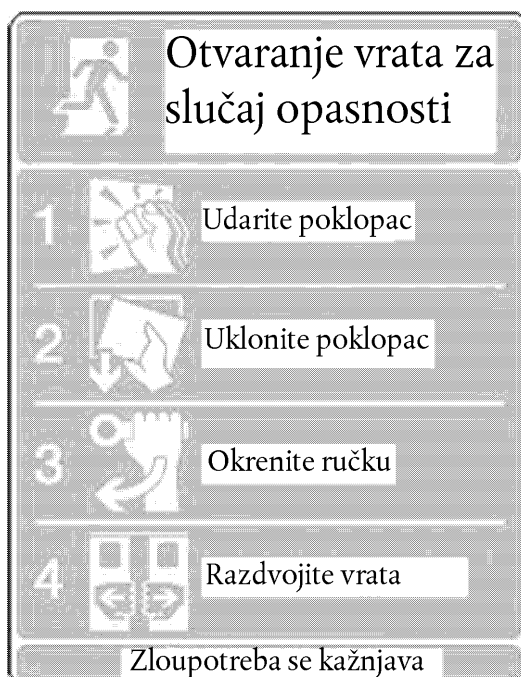 Otvaranje vrata za
slučaj opasnosti
1 Udarite poklopac
2 Uklonite poklopac
3 Okrenite ručku
4 Razdvojite vrata
Zloupotreba se kažnjava